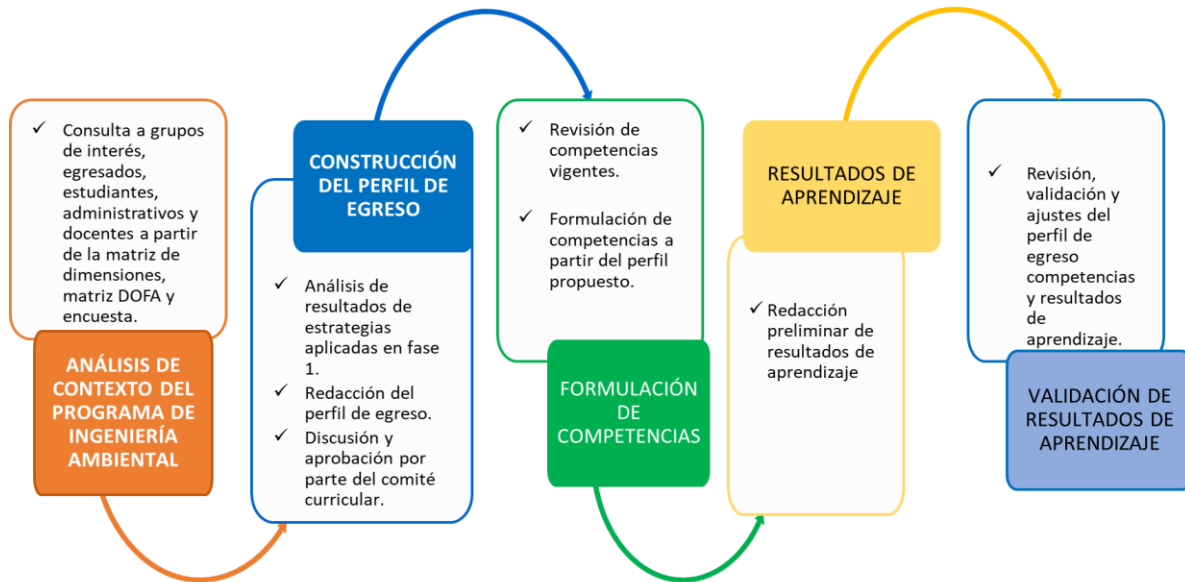 ✓ Consulta a grupos
de interés,
egresados,
estudiantes,
administrativos y
docentes a partir
de la matriz de
dimensiones,
matriz DOFA y
encuesta.
ANÁLISIS DE
CONTEXTO DEL
PROGRAMA DE
INGENIERÍA
AMBIENTAL
CONSTRUCCIÓN
DEL PERFIL DE
EGRESO
✓ Análisis de
resultados de
estrategias
aplicadas en fase
1.
✓ Redacción del
perfil de egreso.
✓ Discusión y
aprobación por
parte del comité
curricular.
✓ Revisión de
competencias
vigentes.
✓ Formulación de
competencias a
partir del perfil
propuesto.
FORMULACIÓN
DE
COMPETENCIAS
RESULTADOS DE
APRENDIZAJE
✓ Redacción
preliminar de
resultados de
aprendizaje
✓ Revisión,
validación y
ajustes del
perfil de
egreso
competencias
y resultados
de
aprendizaje.
VALIDACIÓN DE
RESULTADOS DE
APRENDIZAJE